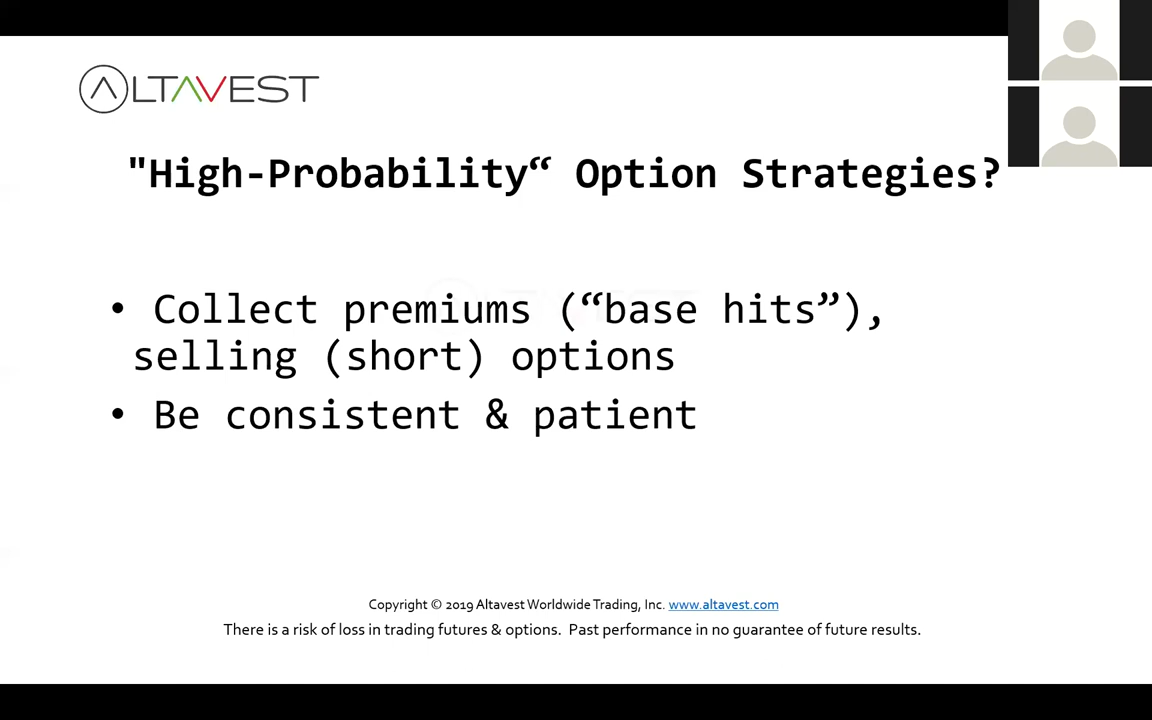 ALTAVEST
"High-Probability“ Option Strategies?
• Collect premiums (“base hits”),
selling (short) options
• Be consistent & patient
Copyright © 2019 Altavest Worldwide Trading, Inc. www.altavest.com
There is a risk of loss in trading futures & options. Past performance in no guarantee of future results.